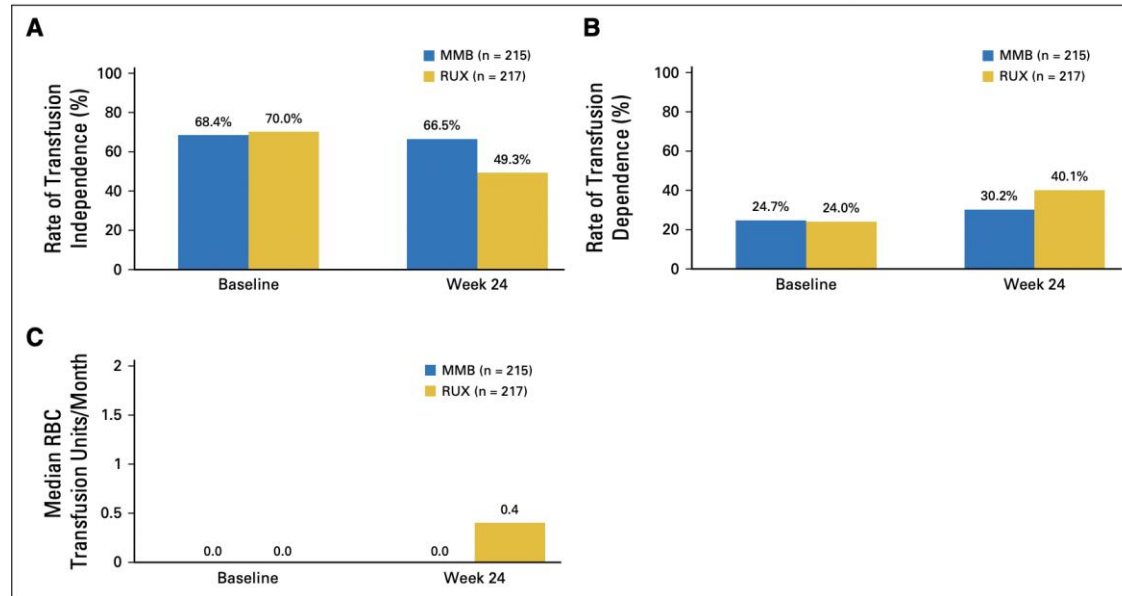 A
MMB (n = 215)
RUX (n = 217)
Rate of Transfusion
Independence (%)
100
80
60
40
20
0
68.4%
70.0%
66.5%
49.3%
Baseline
Week 24
B
MMB (n = 215)
RUX (n = 217)
Rate of Transfusion
Dependence (%)
100
80
60
40
20
0
24.7%
24.0%
30.2%
40.1%
Baseline
Week 24
C
MMB (n = 215)
RUX (n = 217)
Median RBC
Transfusion Units/Month
2
1.5
1
0.5
0
0.0
0.0
0.0
0.4
Baseline
Week 24